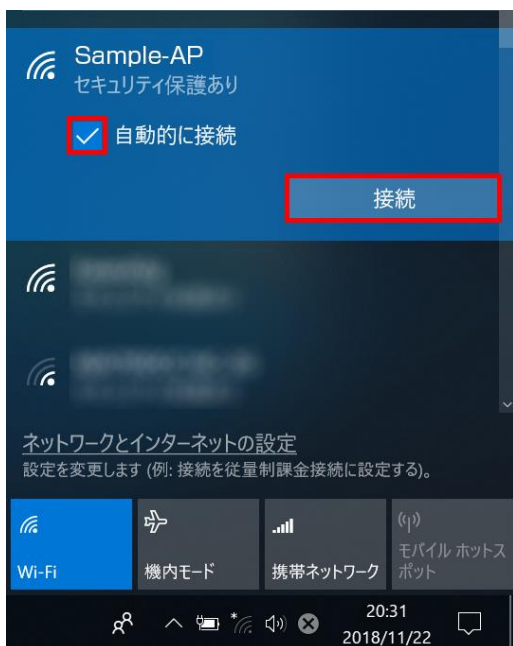 Sample-AP
セキュリティ保護あり
自動的に接続
接続
ネットワークとインターネットの設定
設定を変更します (例: 接続を従量制課金接続に設定する)。
Wi-Fi
機内モード
携帯ネットワーク
モバイル ホットス
ポット
20:31
2018/11/22